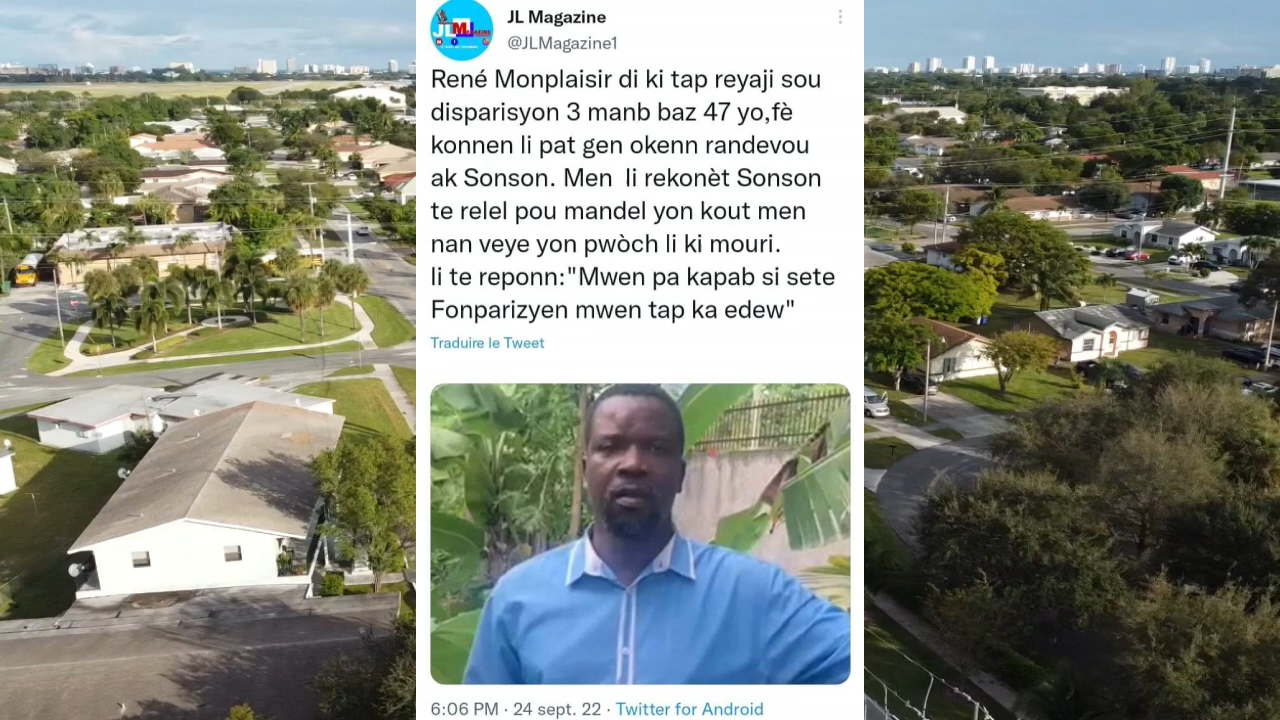 JL Magazine
@JLMagazine1
René Monplaisir di ki tap reyaji sou
disparisyon 3 manb baz 47 yo,fè
konnen li pat gen okenn randevou
ak Sonson. Men  li rekonèt Sonson
te relel pou mandel yon kout men
nan veye yon pwòch li ki mouri.
li te reponn:"Mwen pa kapab si sete
Fonparizyen mwen tap ka edew"
Traduire le Tweet
6:06 PM · 24 sept. 22 · Twitter for Android